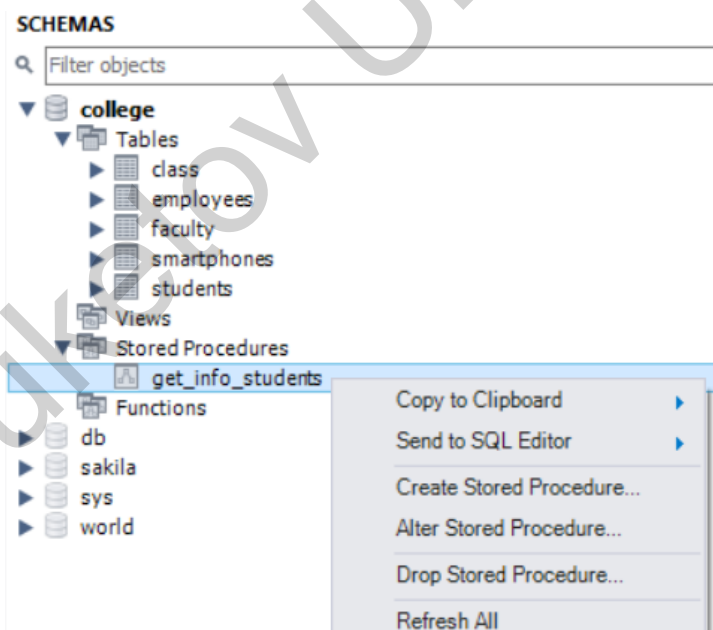 SCHEMAS
Filter objects
college
Tables
class
employees
faculty
smartphones
students
Views
Stored Procedures
get_info_students
Functions
db
sakila
sys
world
Copy to Clipboard
Send to SQL Editor
Create Stored Procedure...
Alter Stored Procedure...
Drop Stored Procedure...
Refresh All